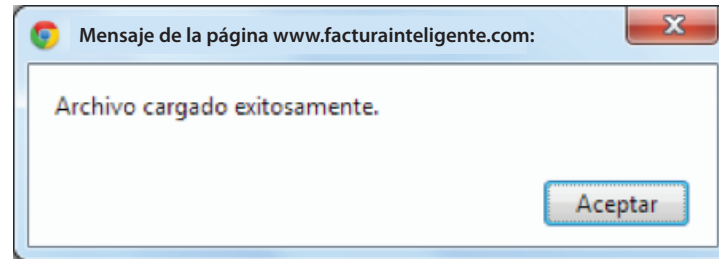 Mensaje de la página www.facturainteligente.com:
Archivo cargado exitosamente.
Aceptar